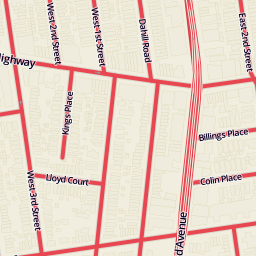 West 2nd Street
West 1st Street
Dahill Road
East 2nd Street
Highway
Kings Place
Billings Place
Lloyd Court
Colin Place
West 3rd Street
d Avenue